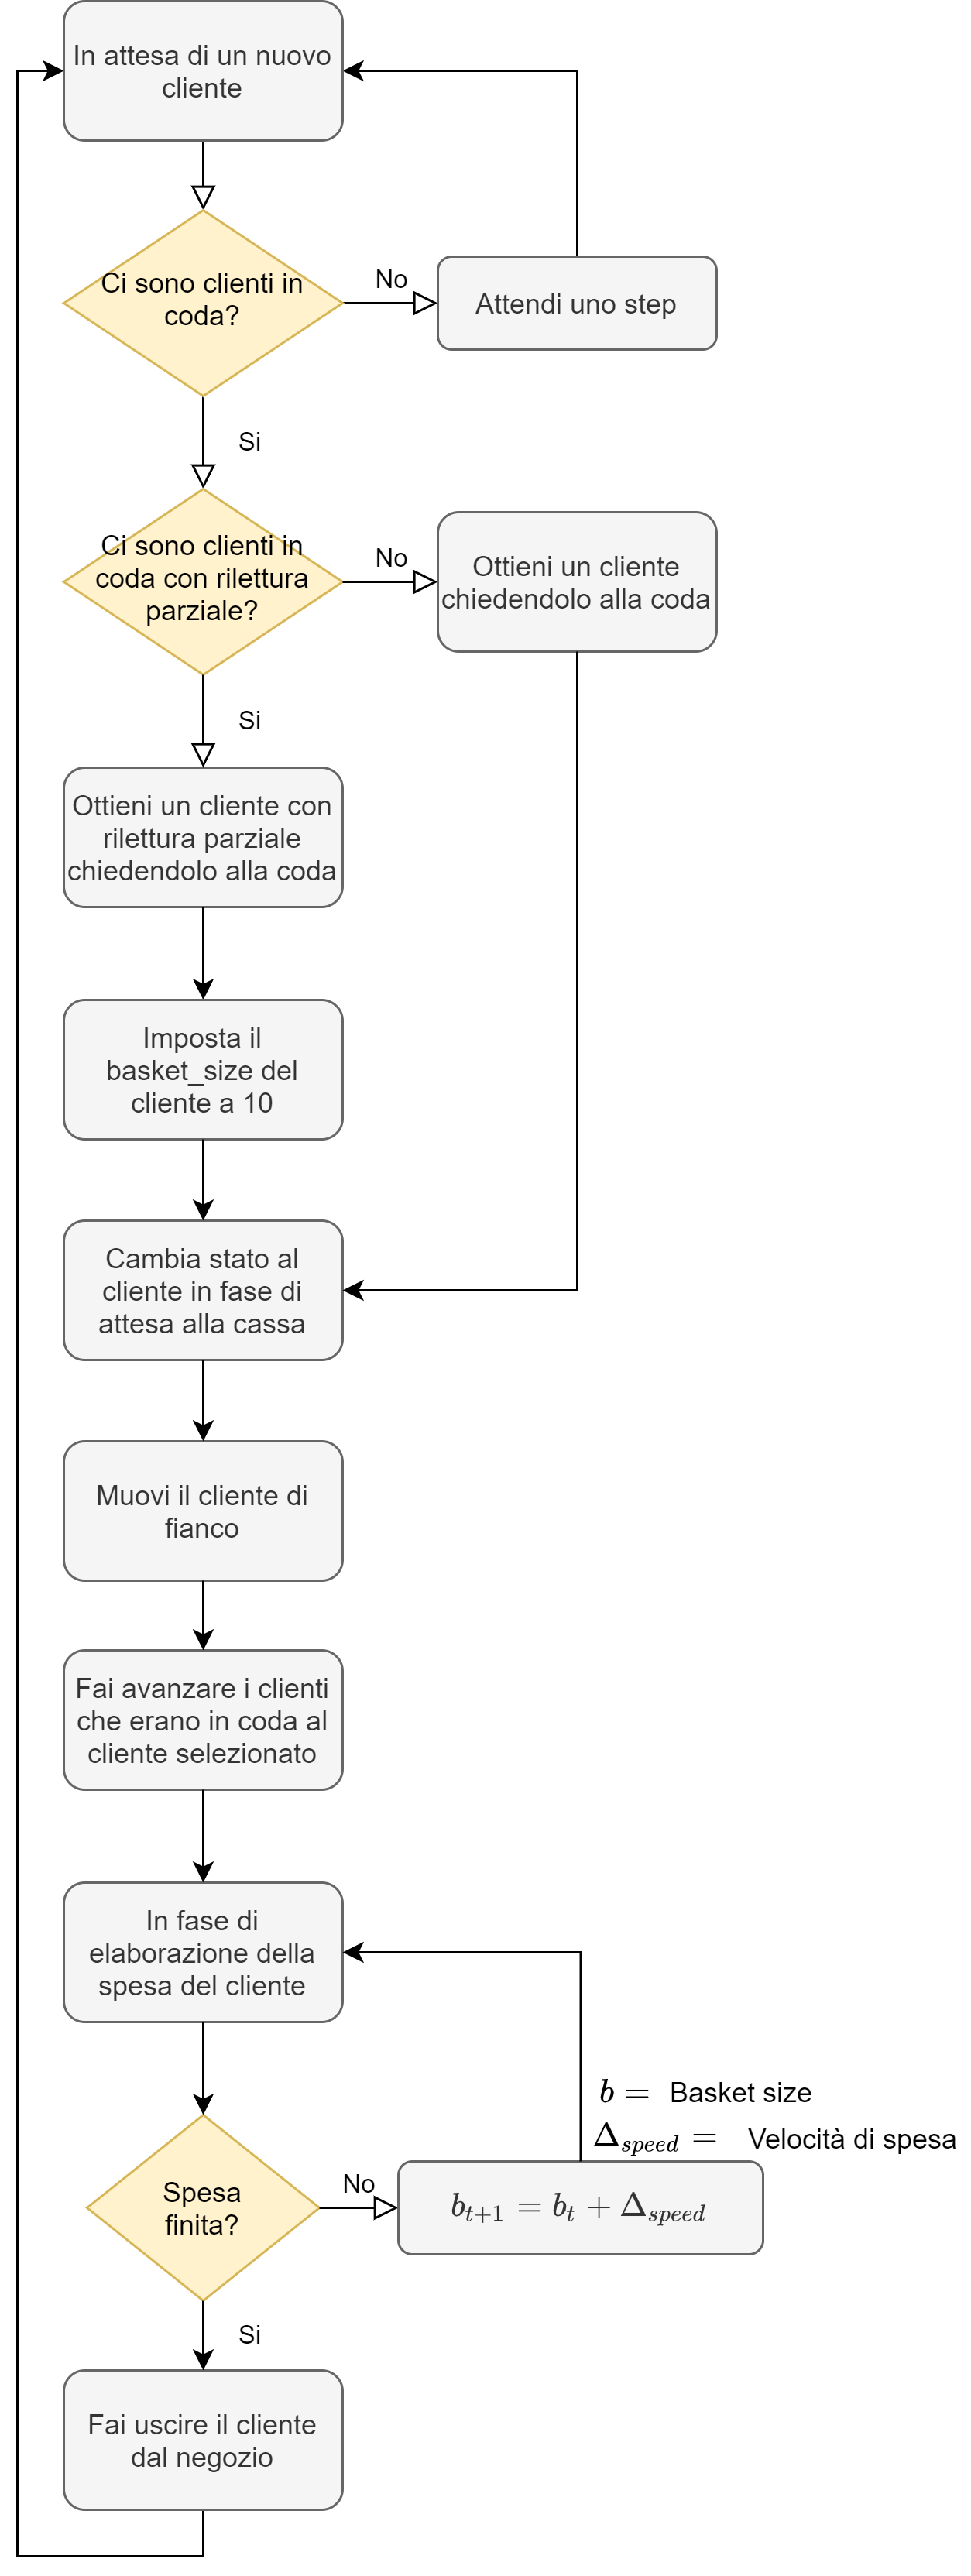 In attesa di un nuovo
cliente
Ci sono clienti in
coda?
No
Attendi uno step
Si
Ci sono clienti in
coda con rilettura
parziale?
No
Ottieni un cliente
chiedendolo alla coda
Si
Ottieni un cliente con
rilettura parziale
chiedendolo alla coda
Imposta il
basket_size del
cliente a 10
Cambia stato al
cliente in fase di
attesa alla cassa
Muovi il cliente di
fianco
Fai avanzare i clienti
che erano in coda al
cliente selezionato
In fase di
elaborazione della
spesa del cliente
b = Basket size
Δ_speed = Velocità di spesa
Spesa
finita?
No
b_{t+1} = b_t + Δ_speed
Si
Fai uscire il cliente
dal negozio